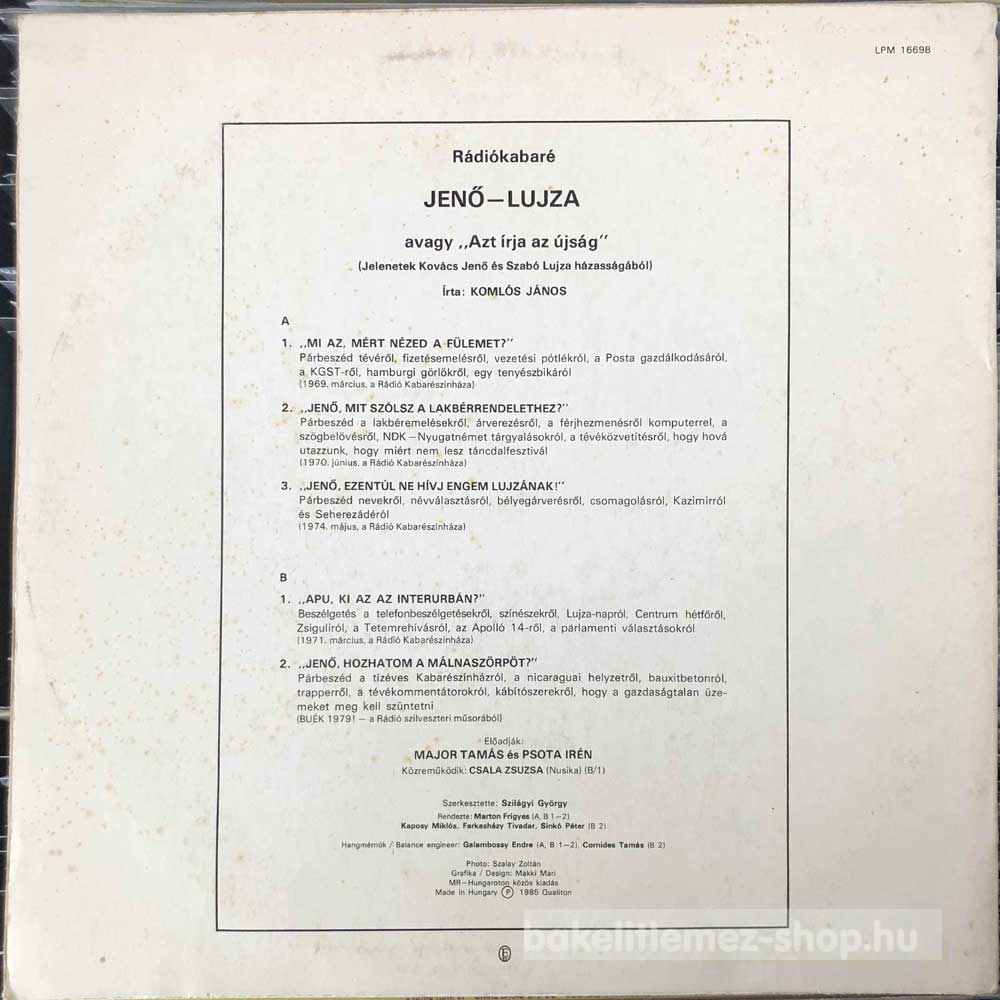 LPM 16698
Rádiókabaré
JENŐ—LUJZA
avagy ,,Azt írja az újság"
(Jelenetek Kovács Jenő és Szabó Lujza házasságából)
Írta: KOMLÓS JÁNOS
A
1. ,,MI AZ, MÉRT NÉZED A FÜLEMET?"
Párbeszéd tévéről, fizetésemelésről, vezetési pótlékról, a Posta gazdálkodásáról,
a KGST-ről, hamburgi görlökről, egy tenyészbikáról
(1969. március, a Rádió Kabarészínháza)
2. ,,JENŐ, MIT SZÓLSZ A LAKBÉRRENDELETHEZ?"
Párbeszéd a lakbéremelésekről, árverezésről, a férjhezmenésről komputerrel, a
szögbelövésről, NDK—Nyugatnémet tárgyalásokról, a tévéközvetítésről, hogy hová
utazzunk, hogy miért nem lesz táncdalfesztivál
(1970. június, a Rádió Kabarészínháza)
3. ,,JENŐ, EZENTÚL NE HÍVJ ENGEM LUJZÁNAK!"
Párbeszéd nevekről, névválasztásról, bélyegárverésről, csomagolásról, Kazimirról
és Seherezádéról
(1974. május, a Rádió Kabarészínháza)
B
1. ,,APU, KI AZ AZ INTERURBÁN?"
Beszélgetés a telefonbeszélgetésekről, színészekről, Lujza-napról, Centrum hétfőről,
Zsiguliról, a Tetemrehívásról, az Apolló 14-ről, a parlamenti választásokról
(1971. március, a Rádió Kabarészínháza)
2. ,,JENŐ, HOZHATOM A MÁLNASZÖRPÖT?"
Párbeszéd a tízéves Kabarészínházról, a nicaraguai helyzetről, bauxitbetonról,
trapperről, a tévékommentátorokról, kábítószerekről, hogy a gazdaságtalan üze-
meket meg kell szüntetni
(BUÉK 1979! — a Rádió szilveszteri műsorából)
Előadják:
MAJOR TAMÁS és PSOTA IRÉN
Közreműködik: CSALA ZSUZSA (Nusika) (B/1)
Szerkesztette: Szilágyi György
Rendezte: Marton Frigyes (A, B 1—2)
Kaposy Miklós, Farkasházy Tivadar, Sinkó Péter (B 2)
Hangmérnök / Balance engineer: Galambossy Endre (A, B 1—2), Cornides Tamás (B 2)
Photo: Szalay Zoltán
Grafika / Design: Makki Mari
MR—Hungaroton közös kiadás
Made in Hungary Ⓟ 1985 Qualiton
bakelitlemez-shop.hu